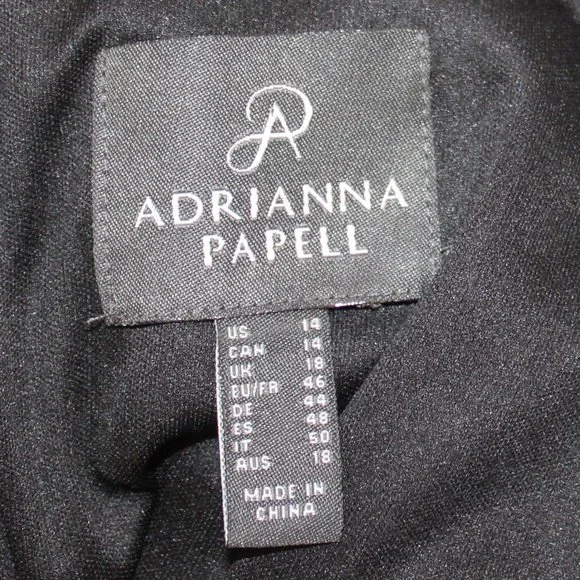 ADRIANNA
PAPELL
US 14
CAN 14
UK 18
EU/FR 46
DE 44
ES 48
IT 50
AUS 18
MADE IN
CHINA